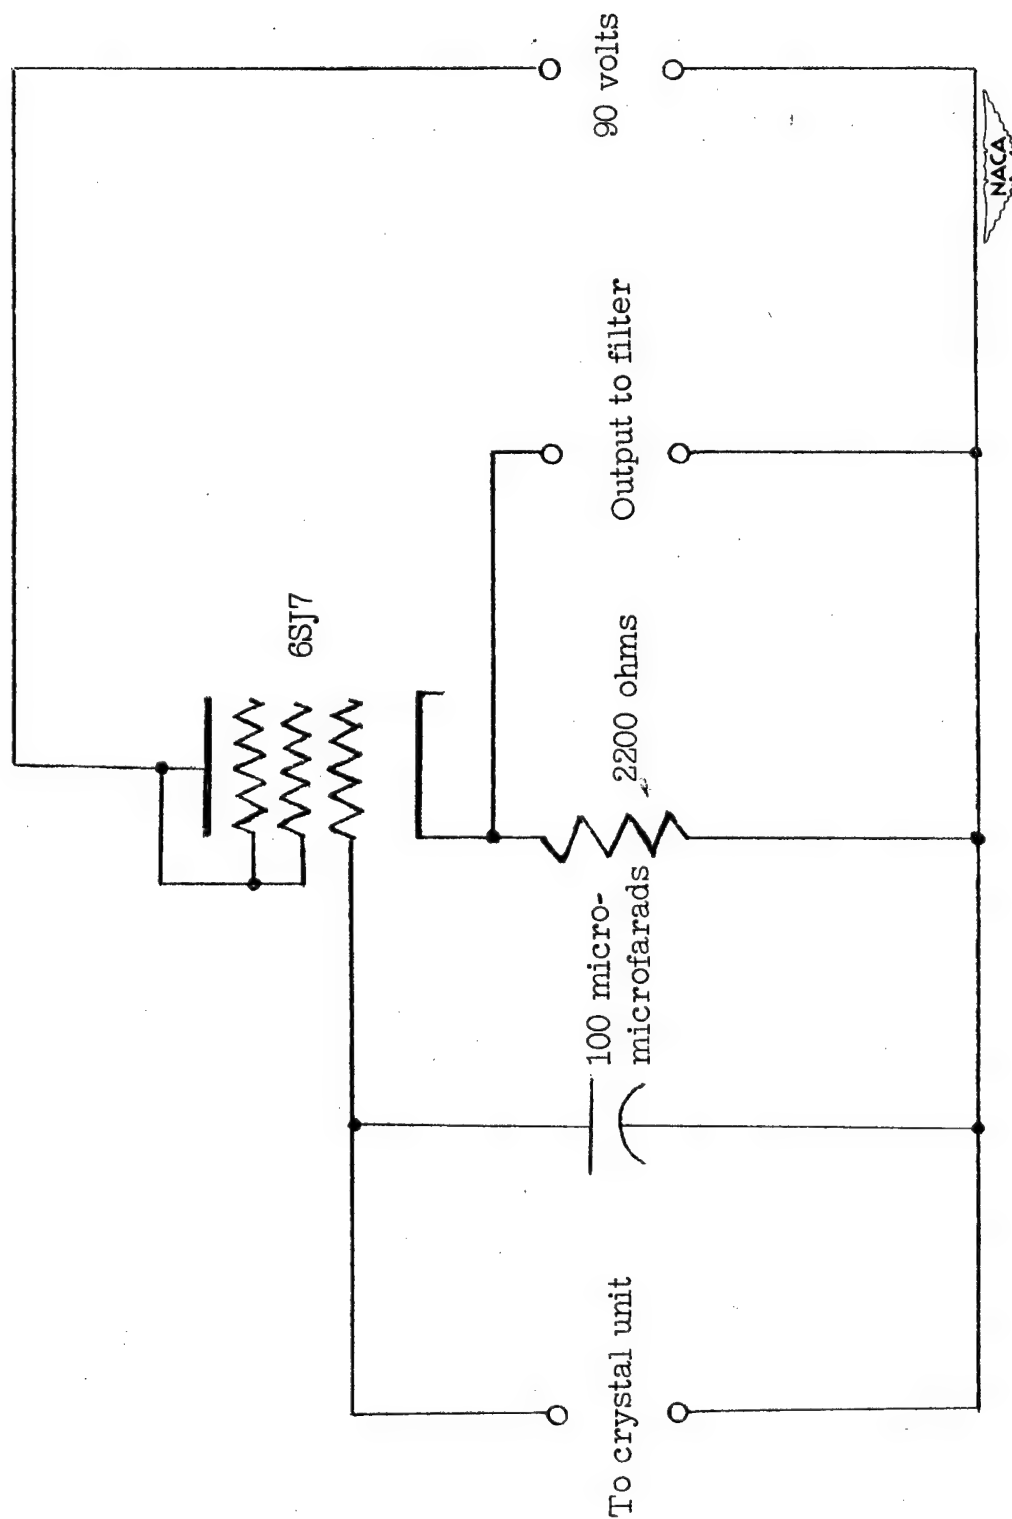 6SJ7
90 volts
Output to filter
2200 ohms
100 micro-
microfarads
To crystal unit
NACA